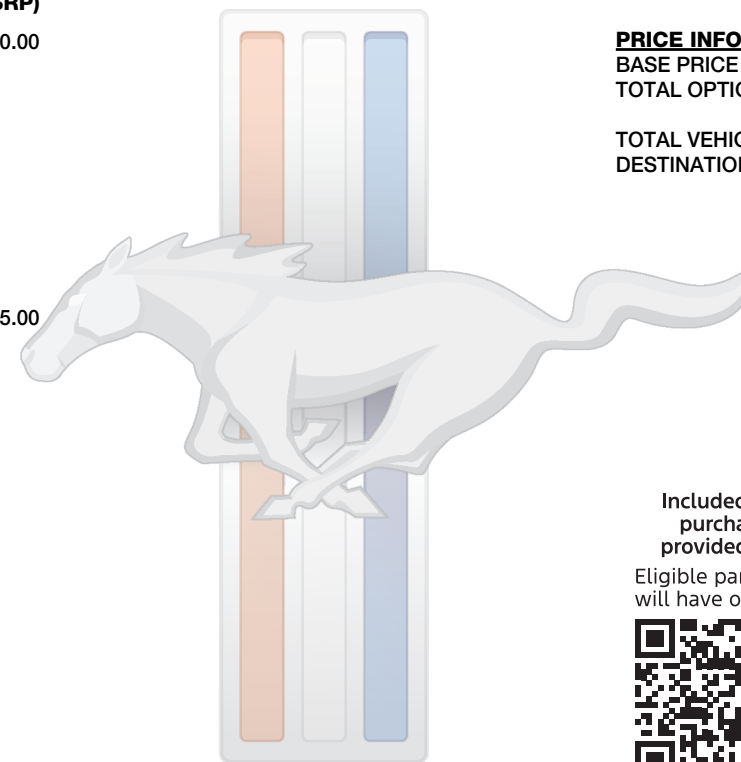 SRP)
0.00
5.00
PRICE INFO
BASE PRICE
TOTAL OPTIO
TOTAL VEHIC
DESTINATION
Included
purcha
provided
Eligible par
will have o